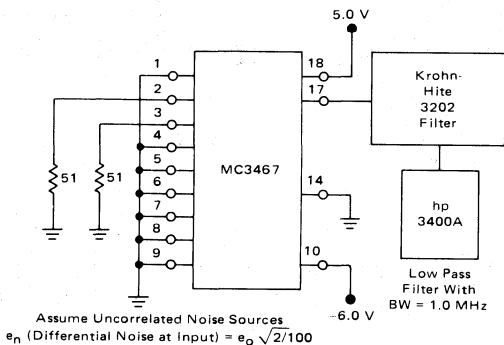 5.0 V
1
2
3
4
5
6
7
8
9
18
17
14
10
MC3467
51
51
Krohn-
Hite
3202
Filter
hp
3400A
Low Pass
Filter With
BW = 1.0 MHz
-6.0 V
Assume Uncorrelated Noise Sources
en (Differential Noise at Input) = eo √2/100